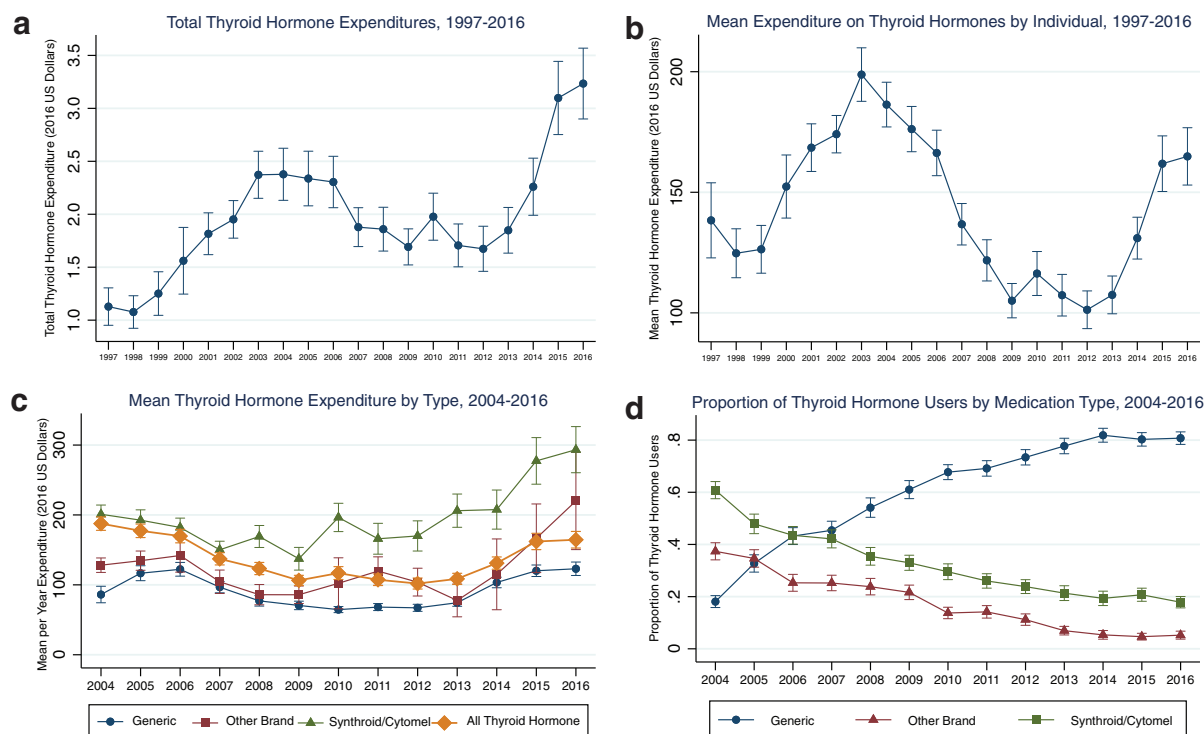 a
Total Thyroid Hormone Expenditures, 1997-2016
Total Thyroid Hormone Expenditure (2016 US Dollars)
3.5
3.0
2.5
2.0
1.5
1.0
1997 1998 1999 2000 2001 2002 2003 2004 2005 2006 2007 2008 2009 2010 2011 2012 2013 2014 2015 2016
b
Mean Expenditure on Thyroid Hormones by Individual, 1997-2016
Mean Thyroid Hormone Expenditure (2016 US Dollars)
200
150
100
1997 1998 1999 2000 2001 2002 2003 2004 2005 2006 2007 2008 2009 2010 2011 2012 2013 2014 2015 2016
c
Mean Thyroid Hormone Expenditure by Type, 2004-2016
Mean per Year Expenditure (2016 US Dollars)
300
200
100
0
2004 2005 2006 2007 2008 2009 2010 2011 2012 2013 2014 2015 2016
Generic Other Brand Synthroid/Cytomel All Thyroid Hormone
d
Proportion of Thyroid Hormone Users by Medication Type, 2004-2016
Proportion of Thyroid Hormone Users
.8
.6
.4
.2
0
2004 2005 2006 2007 2008 2009 2010 2011 2012 2013 2014 2015 2016
Generic Other Brand Synthroid/Cytomel